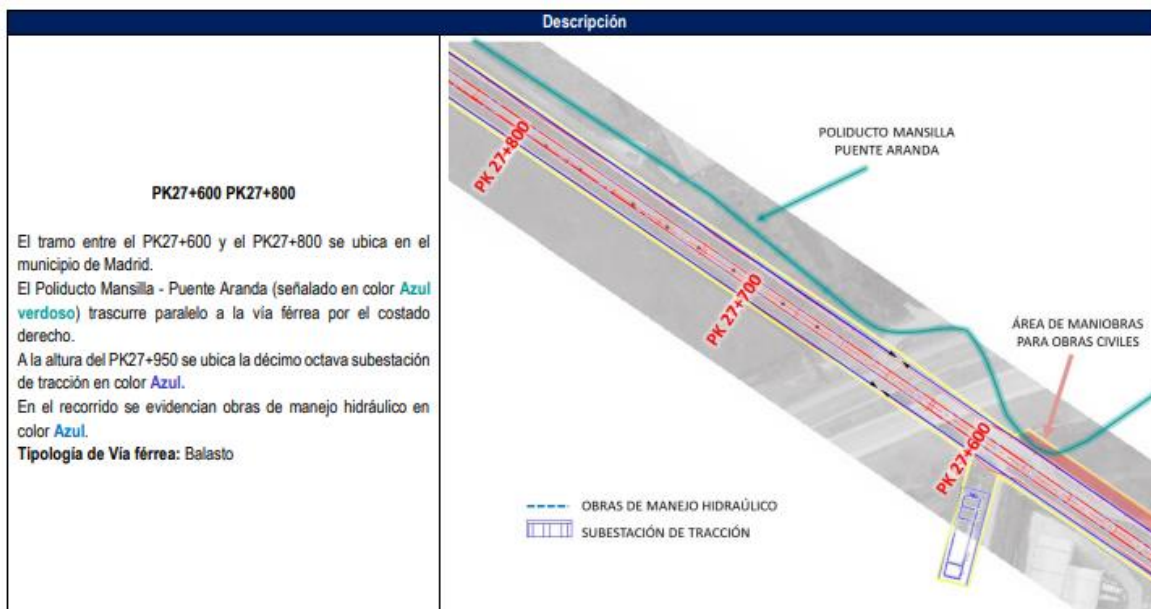 Descripción
PK27+600 PK27+800
El tramo entre el PK27+600 y el PK27+800 se ubica en el
municipio de Madrid.
El Poliducto Mansilla - Puente Aranda (señalado en color Azul
verdoso) trascurre paralelo a la vía férrea por el costado
derecho.
A la altura del PK27+950 se ubica la décimo octava subestación
de tracción en color Azul.
En el recorrido se evidencian obras de manejo hidráulico en
color Azul.
Tipología de Vía férrea: Balasto
POLIDUCTO MANSILLA
PUENTE ARANDA
PK 27+800
PK 27+700
ÁREA DE MANIOBRAS
PARA OBRAS CIVILES
PK 27+600
OBRAS DE MANEJO HIDRAÚLICO
SUBESTACIÓN DE TRACCIÓN